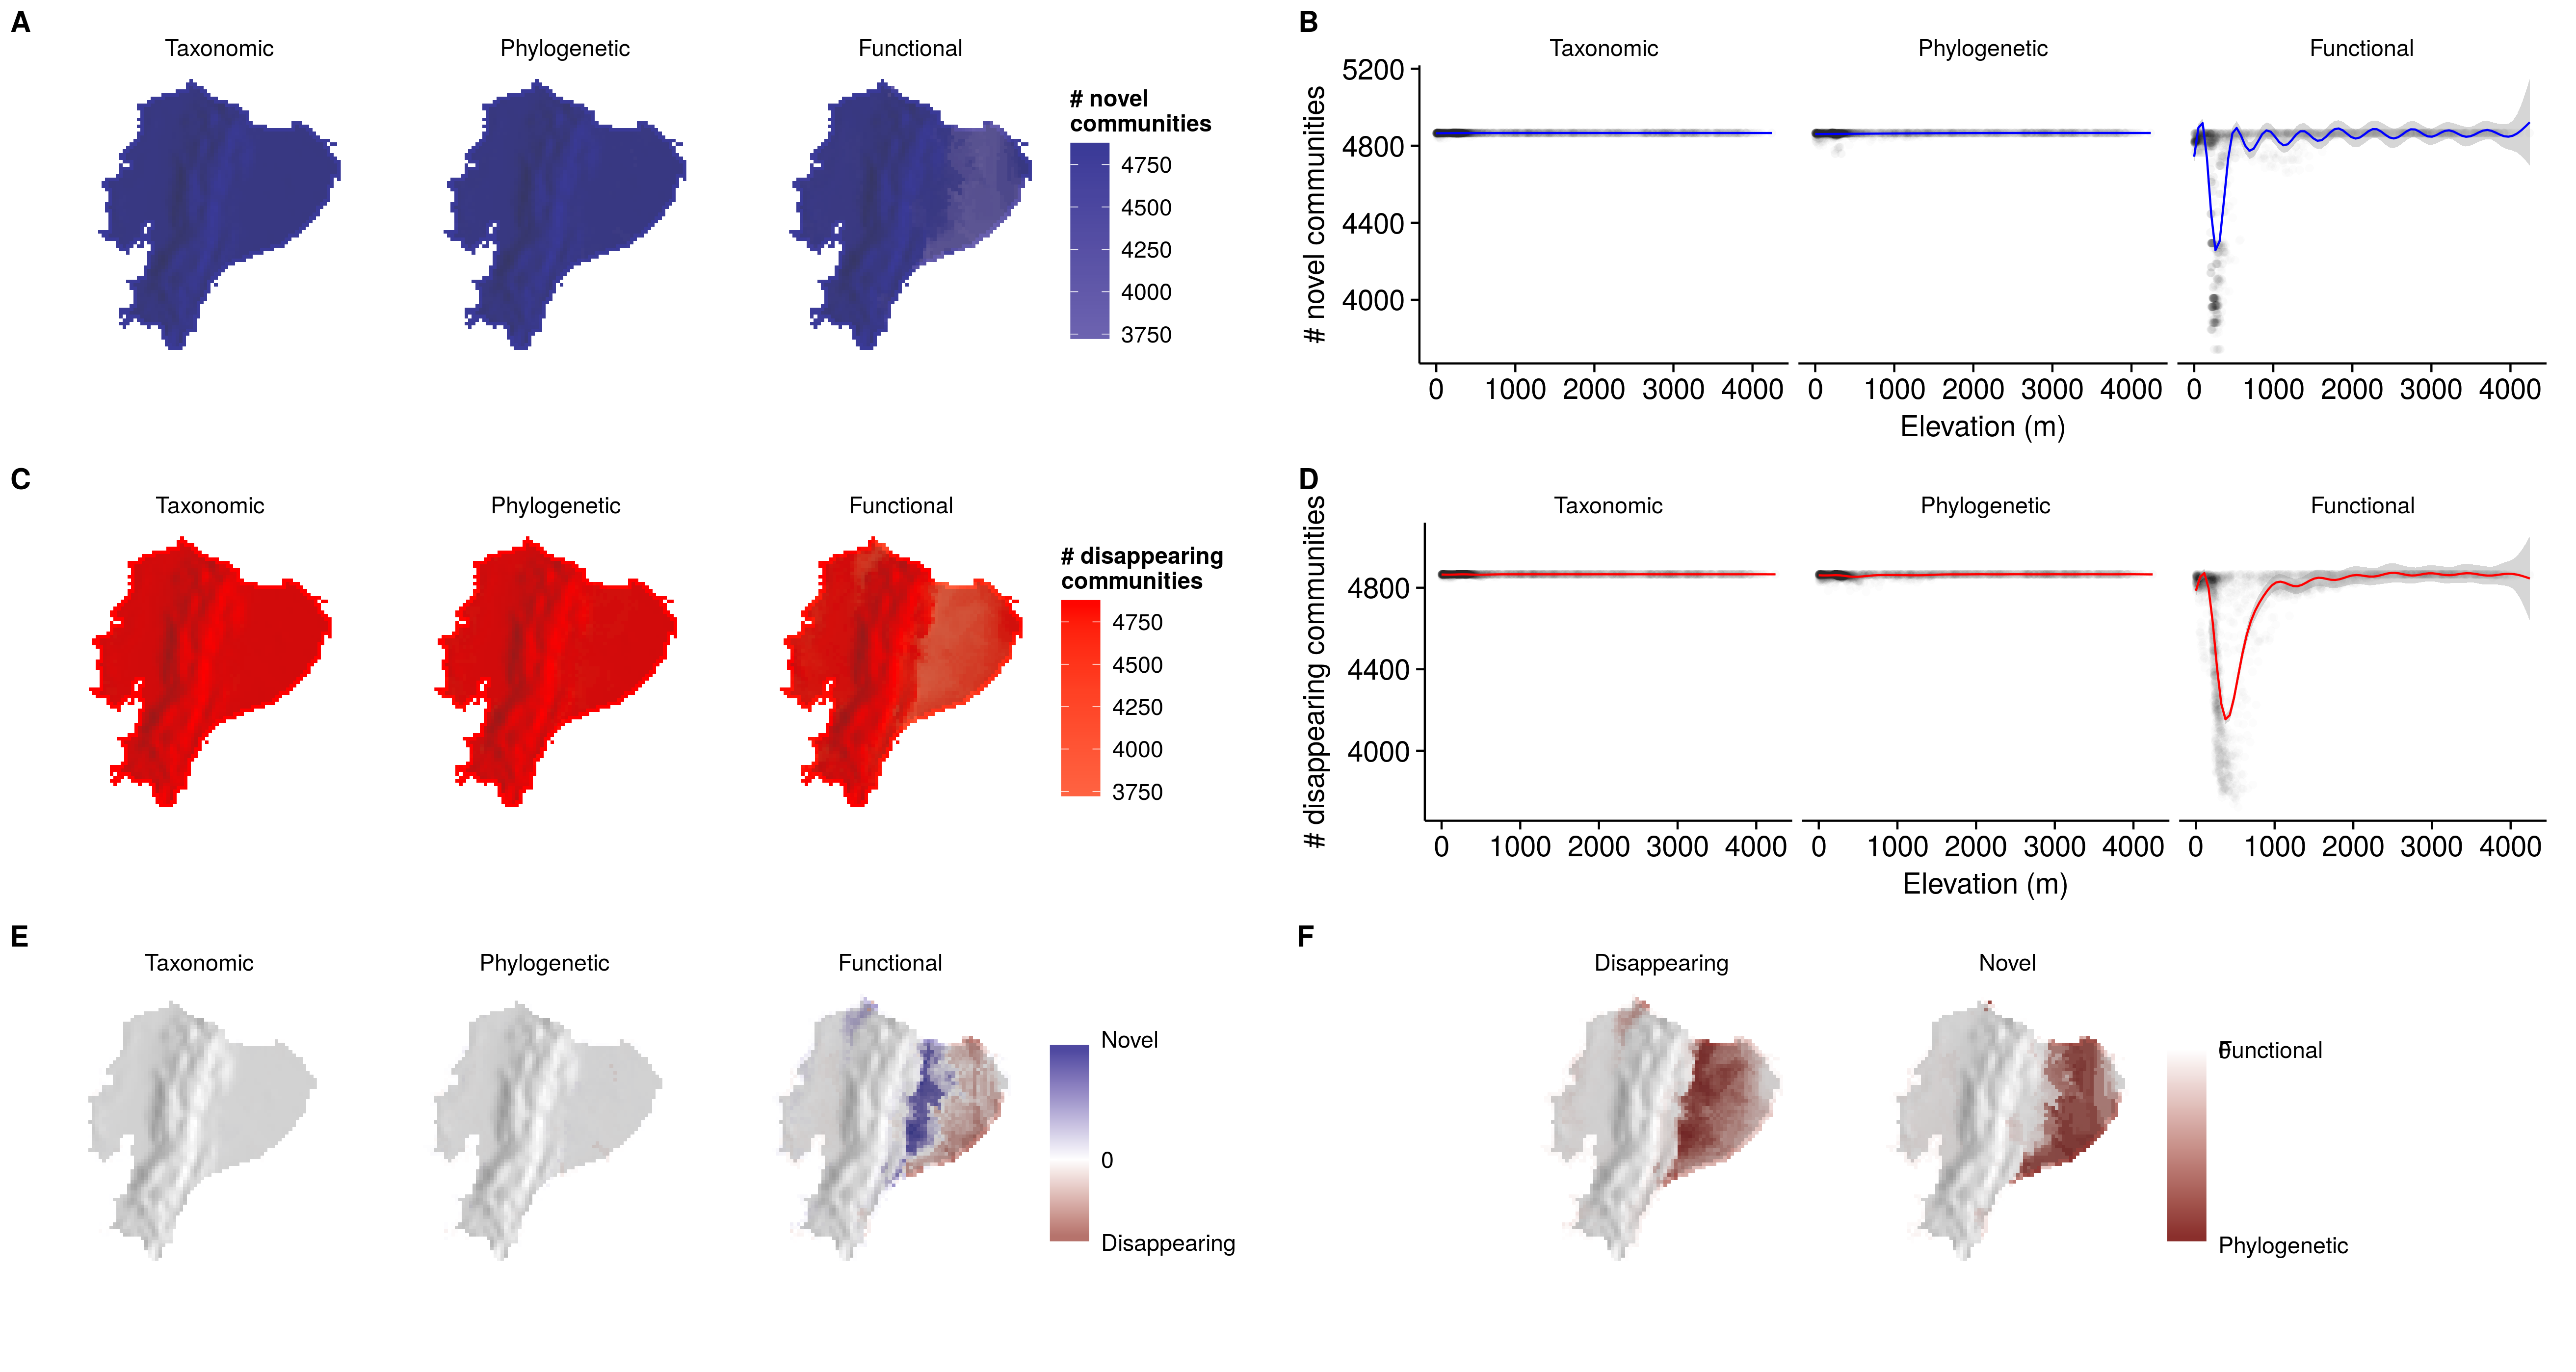 A
Taxonomic
Phylogenetic
Functional
# novel
communities
4750
4500
4250
4000
3750
B
Taxonomic
Phylogenetic
Functional
# novel communities
5200
4800
4400
4000
0 1000 2000 3000 4000
0 1000 2000 3000 4000
0 1000 2000 3000 4000
Elevation (m)
C
Taxonomic
Phylogenetic
Functional
# disappearing
communities
4750
4500
4250
4000
3750
D
Taxonomic
Phylogenetic
Functional
# disappearing communities
4800
4400
4000
0 1000 2000 3000 4000
0 1000 2000 3000 4000
0 1000 2000 3000 4000
Elevation (m)
E
Taxonomic
Phylogenetic
Functional
Novel
0
Disappearing
F
Disappearing
Novel
0
Functional
Phylogenetic